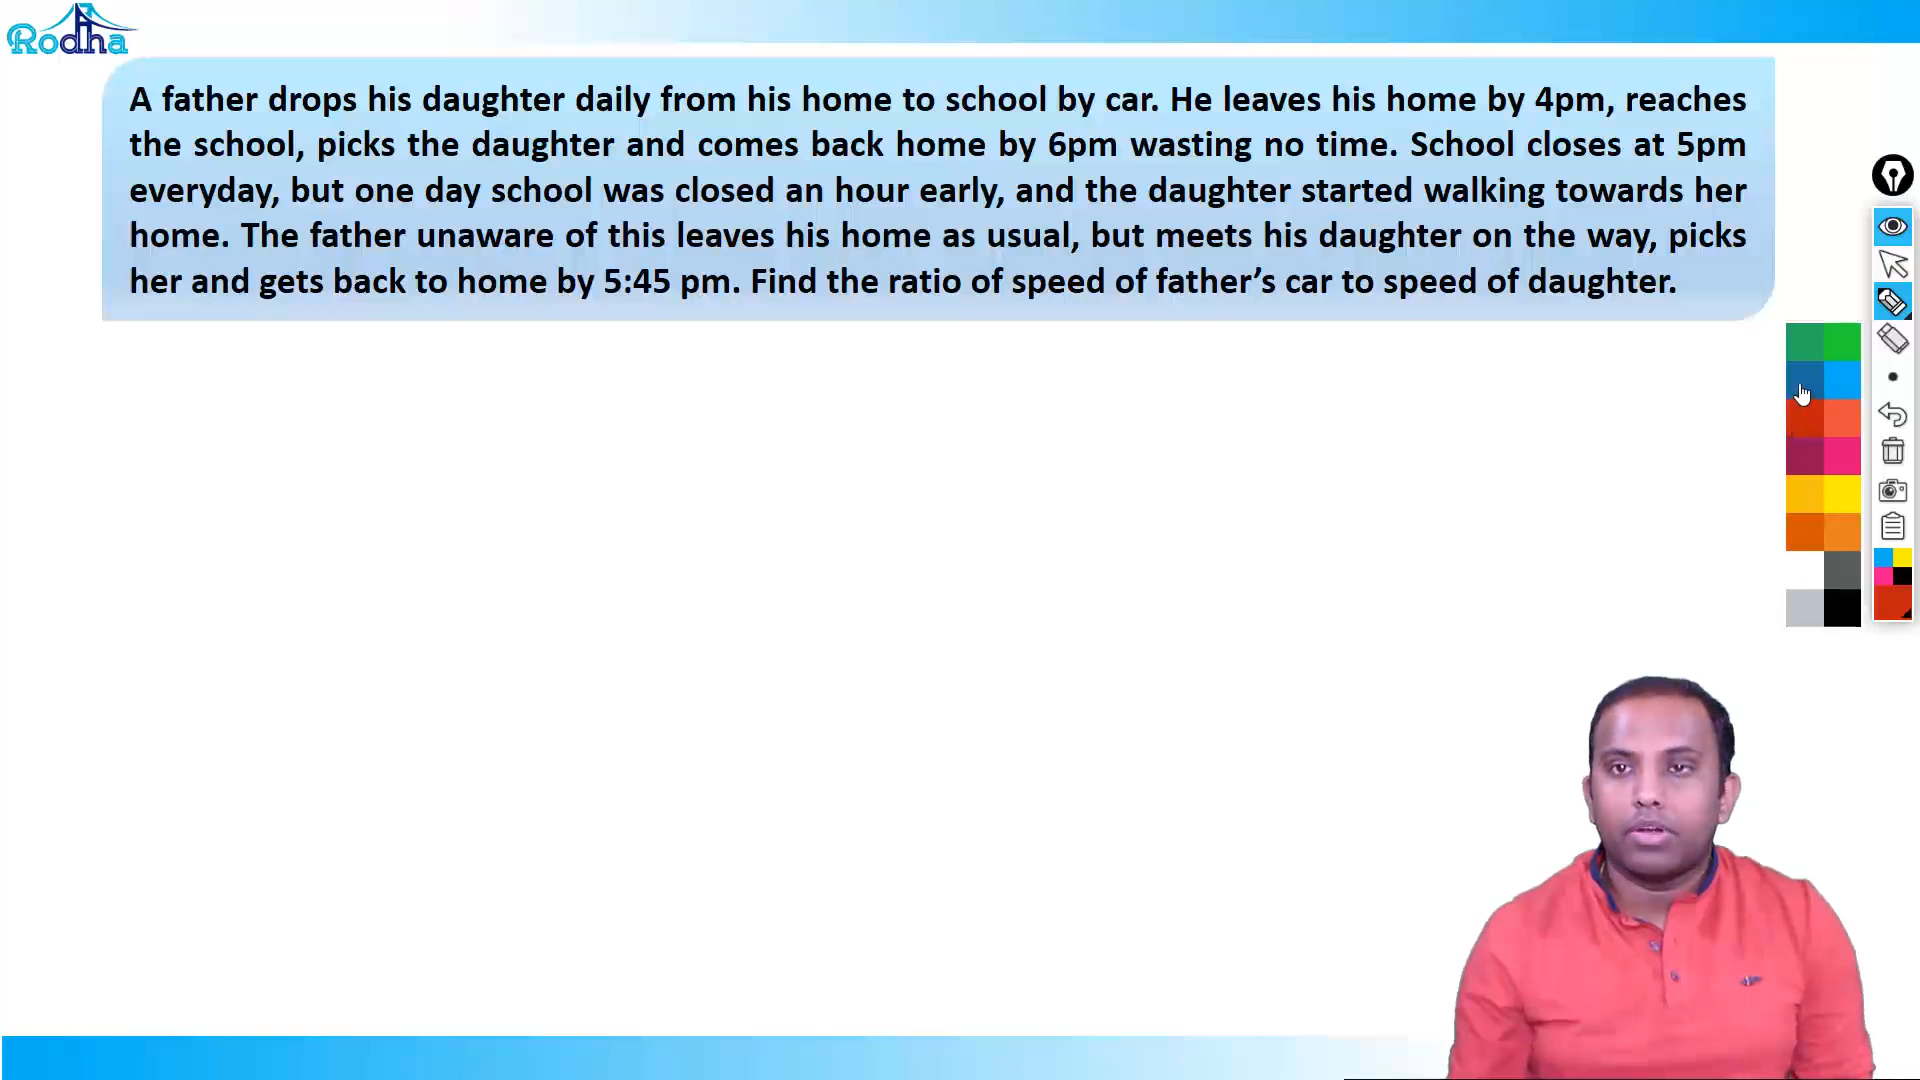 Rodha
A father drops his daughter daily from his home to school by car. He leaves his home by 4pm, reaches
the school, picks the daughter and comes back home by 6pm wasting no time. School closes at 5pm
everyday, but one day school was closed an hour early, and the daughter started walking towards her
home. The father unaware of this leaves his home as usual, but meets his daughter on the way, picks
her and gets back to home by 5:45 pm. Find the ratio of speed of father’s car to speed of daughter.